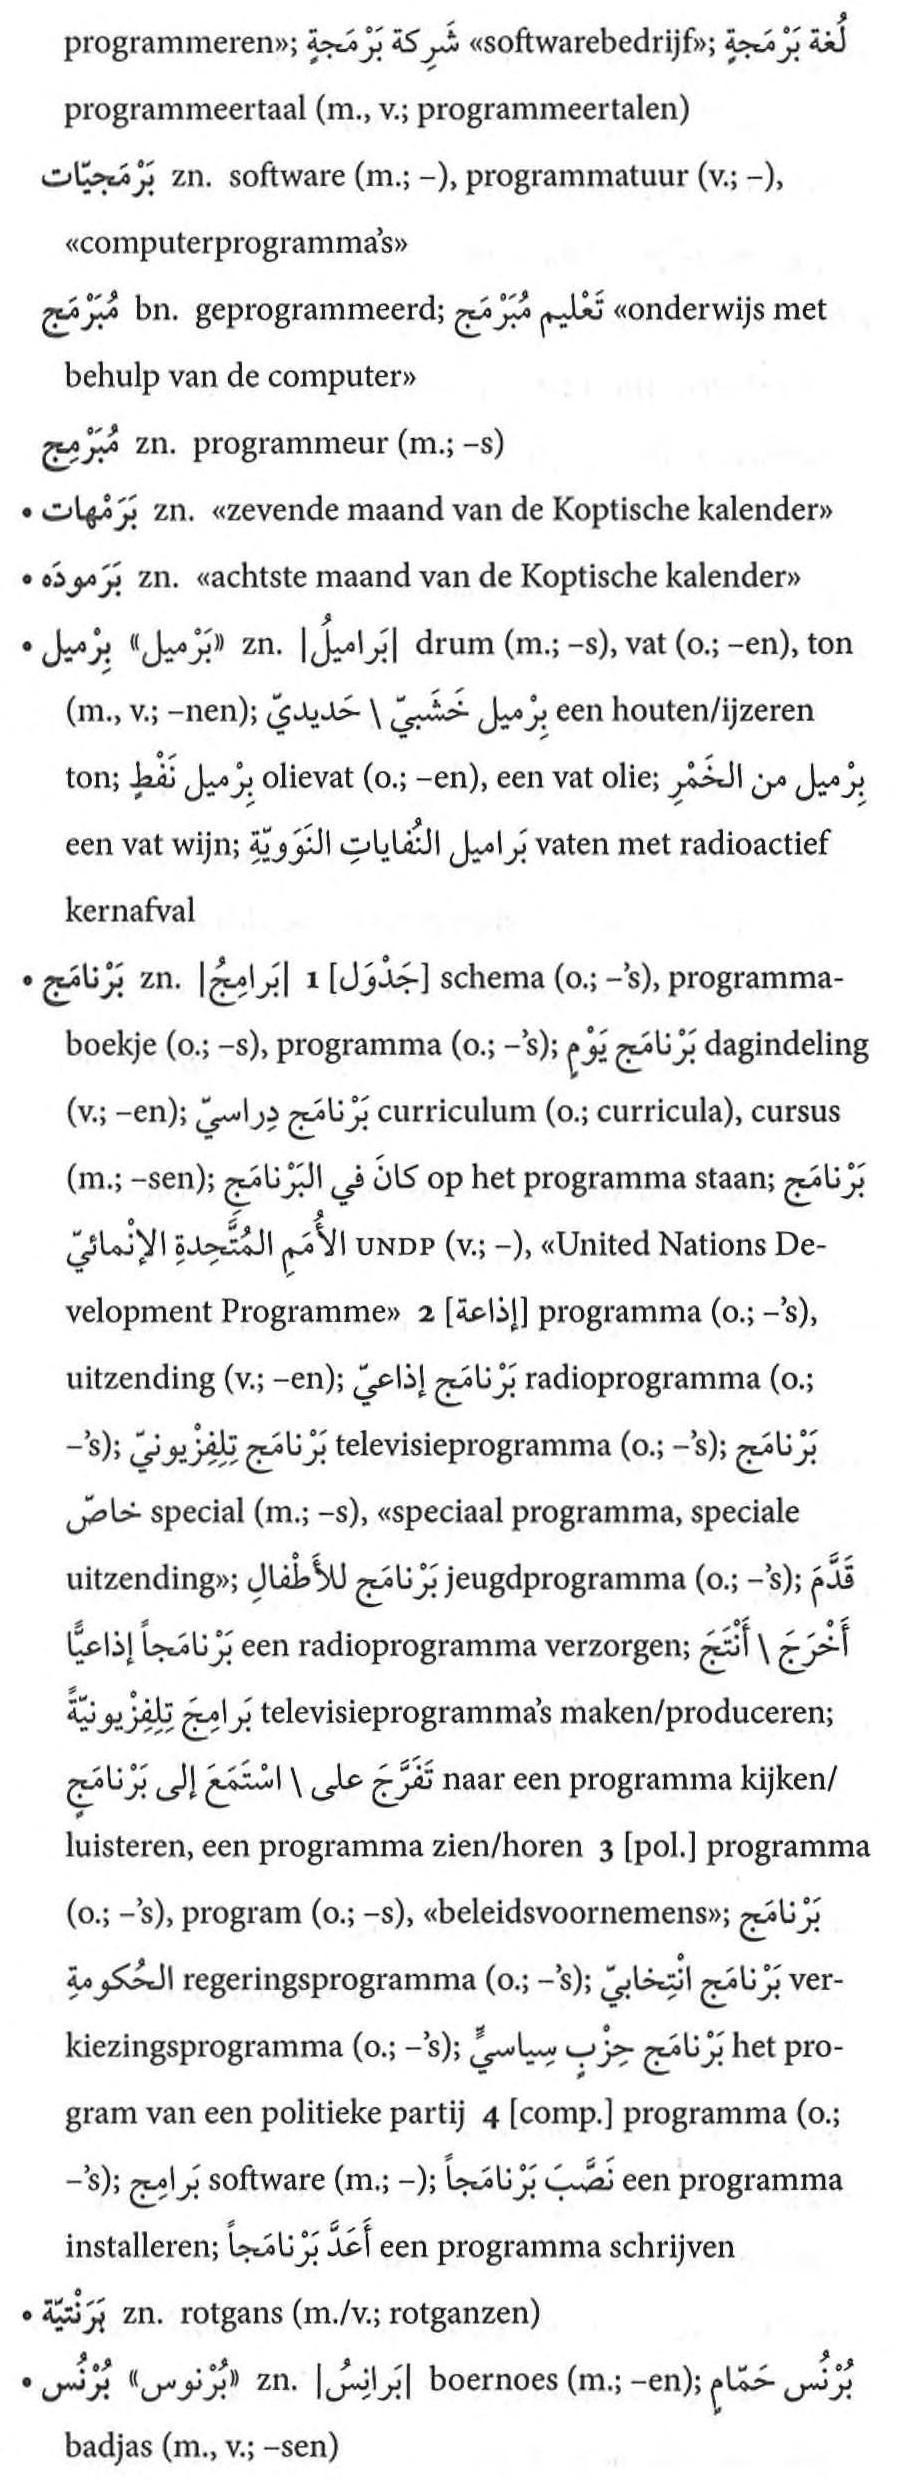 programmeren»; شَرِكة بَرْمَجةٍ «softwarebedrijf»; لُغة بَرْمَجةٍ
programmeertaal (m., v.; programmeertalen)
بَرْمَجيّات zn. software (m.; –), programmatuur (v.; –),
«computerprogramma's»
مُبَرْمَج bn. geprogrammeerd; تَعْليم مُبَرْمَج «onderwijs met
behulp van de computer»
مُبَرْمِج zn. programmeur (m.; –s)
• بَرَمْهات zn. «zevende maand van de Koptische kalender»
• بَرَمودَه zn. «achtste maand van de Koptische kalender»
• بِرْميل «بَرْميل» zn. |بَراميلُ| drum (m.; –s), vat (o.; –en), ton
(m., v.; –nen); بِرْميل خَشَبيّ \ حَديديّ een houten/ijzeren
ton; بِرْميل نَفْطٍ olievat (o.; –en), een vat olie; بِرْميل من الخَمْرِ
een vat wijn; بَراميل النُفاياتِ النَوَويّةِ vaten met radioactief
kernafval
• بَرْنامَج zn. |بَرامِجُ| 1 [جَدْوَل] schema (o.; –'s), programma-
boekje (o.; –s), programma (o.; –'s); بَرْنامَج يَوْمٍ dagindeling
(v.; –en); بَرْنامَج دِراسيّ curriculum (o.; curricula), cursus
(m.; –sen); كانَ في البَرْنامَجِ op het programma staan; بَرْنامَج
الأُمَمِ المُتَّحِدةِ الإنْمائيّ UNDP (v.; –), «United Nations De-
velopment Programme» 2 [إذاعة] programma (o.; –'s),
uitzending (v.; –en); بَرْنامَج إذاعيّ radioprogramma (o.;
–'s); بَرْنامَج تِلِفِزْيونيّ televisieprogramma (o.; –'s); بَرْنامَج
خاصّ special (m.; –s), «speciaal programma, speciale
uitzending»; بَرْنامَج للأَطْفالِ jeugdprogramma (o.; –'s); قَدَّمَ
بَرْنامَجاً إذاعيًّا een radioprogramma verzorgen; أَخْرَجَ \ أَنْتَجَ
بَرامِجَ تِلِفِزْيونيّةً televisieprogramma's maken/produceren;
تَفَرَّجَ على \ اسْتَمَعَ إلى بَرْنامَجٍ naar een programma kijken/
luisteren, een programma zien/horen 3 [pol.] programma
(o.; –'s), program (o.; –s), «beleidsvoornemens»; بَرْنامَج
الحُكومةِ regeringsprogramma (o.; –'s); بَرْنامَج انْتِخابيّ ver-
kiezingsprogramma (o.; –'s); بَرْنامَج حِزْبٍ سِياسيٍّ het pro-
gram van een politieke partij 4 [comp.] programma (o.;
–'s); بَرامِج software (m.; –); نَصَّبَ بَرْنامَجاً een programma
installeren; أَعَدَّ بَرْنامَجاً een programma schrijven
• بَرَنْتيّة zn. rotgans (m./v.; rotganzen)
• بُرْنُس «بُرْنوس» zn. |بَرانِسُ| boernoes (m.; –en); بُرْنُس حَمّامٍ
badjas (m., v.; –sen)